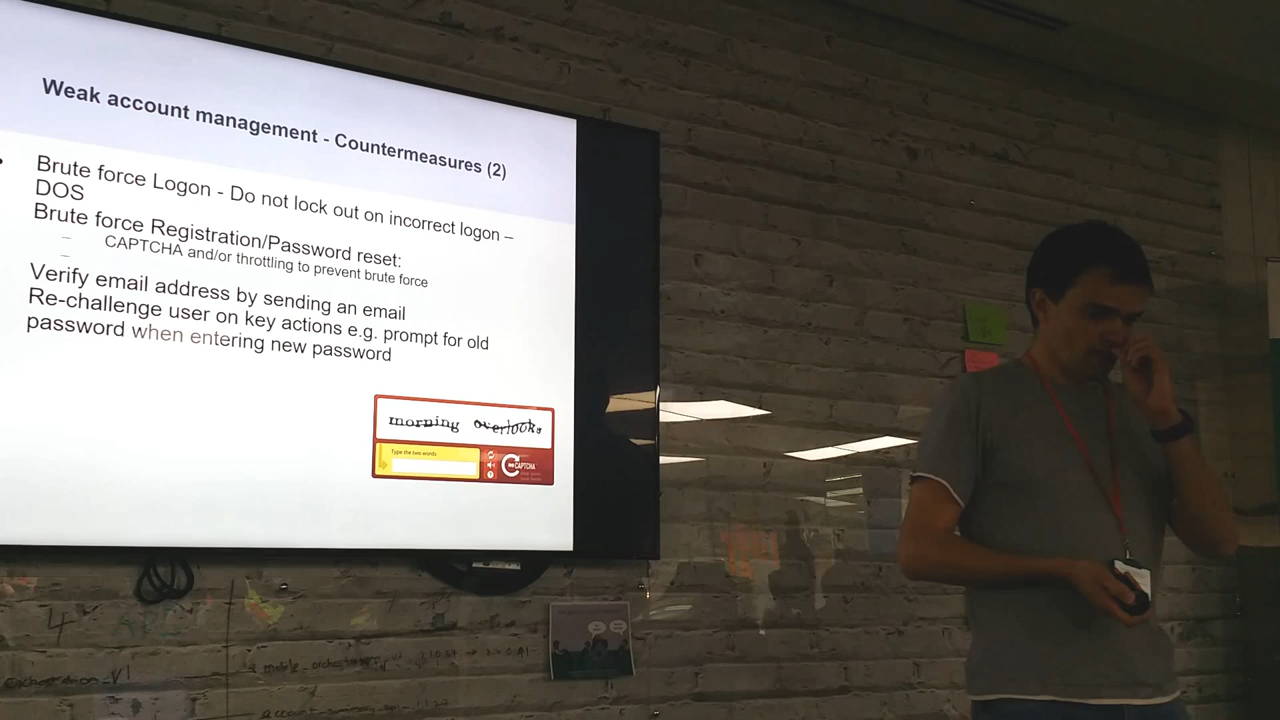 Weak account management - Countermeasures (2)
Brute force Logon - Do not lock out on incorrect logon –
DOS
Brute force Registration/Password reset:
CAPTCHA and/or throttling to prevent brute force
Verify email address by sending an email
Re-challenge user on key actions e.g. prompt for old
password when entering new password
morning overlooks
Type the two words:
CAPTCHA
4